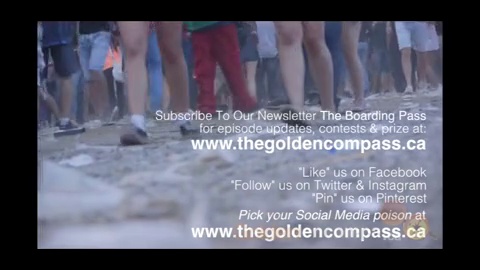 Subscribe To Our Newsletter The Boarding Pass
for episode updates, contests & prize at:
www.thegoldencompass.ca
"Like" us on Facebook
"Follow" us on Twitter & Instagram
"Pin" us on Pinterest
Pick your Social Media poison at
www.thegoldencompass.ca